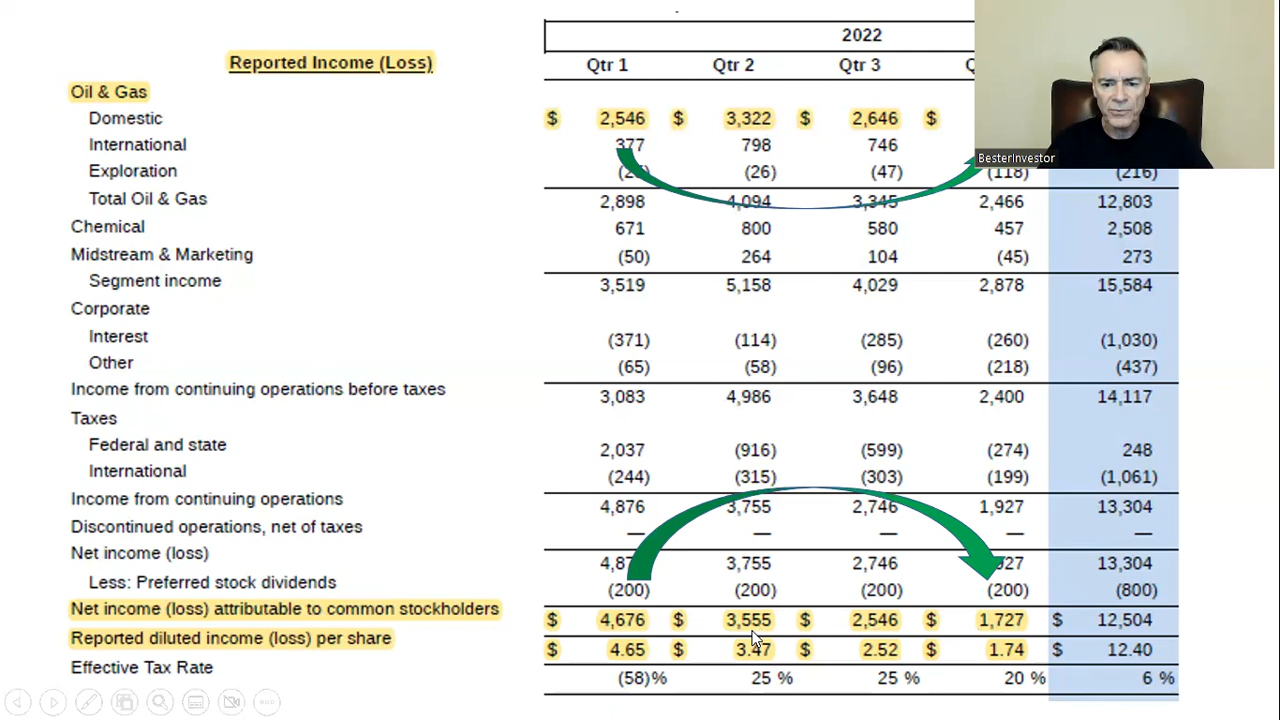 2022
Reported Income (Loss)
Qtr 1 Qtr 2 Qtr 3
Oil & Gas
Domestic $ 2,546 $ 3,322 $ 2,646 $
International 377 798 746
BesterInvestor
Exploration (26) (47) (118) (216)
Total Oil & Gas 2,898 4,094 3,345 2,466 12,803
Chemical 671 800 580 457 2,508
Midstream & Marketing (50) 264 104 (45) 273
Segment income 3,519 5,158 4,029 2,878 15,584
Corporate
Interest (371) (114) (285) (260) (1,030)
Other (65) (58) (96) (218) (437)
Income from continuing operations before taxes 3,083 4,986 3,648 2,400 14,117
Taxes
Federal and state 2,037 (916) (599) (274) 248
International (244) (315) (303) (199) (1,061)
Income from continuing operations 4,876 3,755 2,746 1,927 13,304
Discontinued operations, net of taxes — — — — —
Net income (loss) 3,755 2,746 13,304
Less: Preferred stock dividends (200) (200) (200) (200) (800)
Net income (loss) attributable to common stockholders $ 4,676 $ 3,555 $ 2,546 $ 1,727 $ 12,504
Reported diluted income (loss) per share $ 4.65 $ 3.47 $ 2.52 $ 1.74 $ 12.40
Effective Tax Rate (58)% 25 % 25 % 20 % 6 %